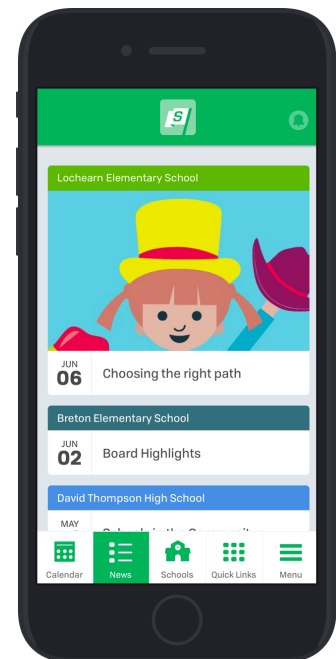 S
Lochearn Elementary School
JUN
06
Choosing the right path
Breton Elementary School
JUN
02
Board Highlights
David Thompson High School
MAY
Calendar
News
Schools
Quick Links
Menu